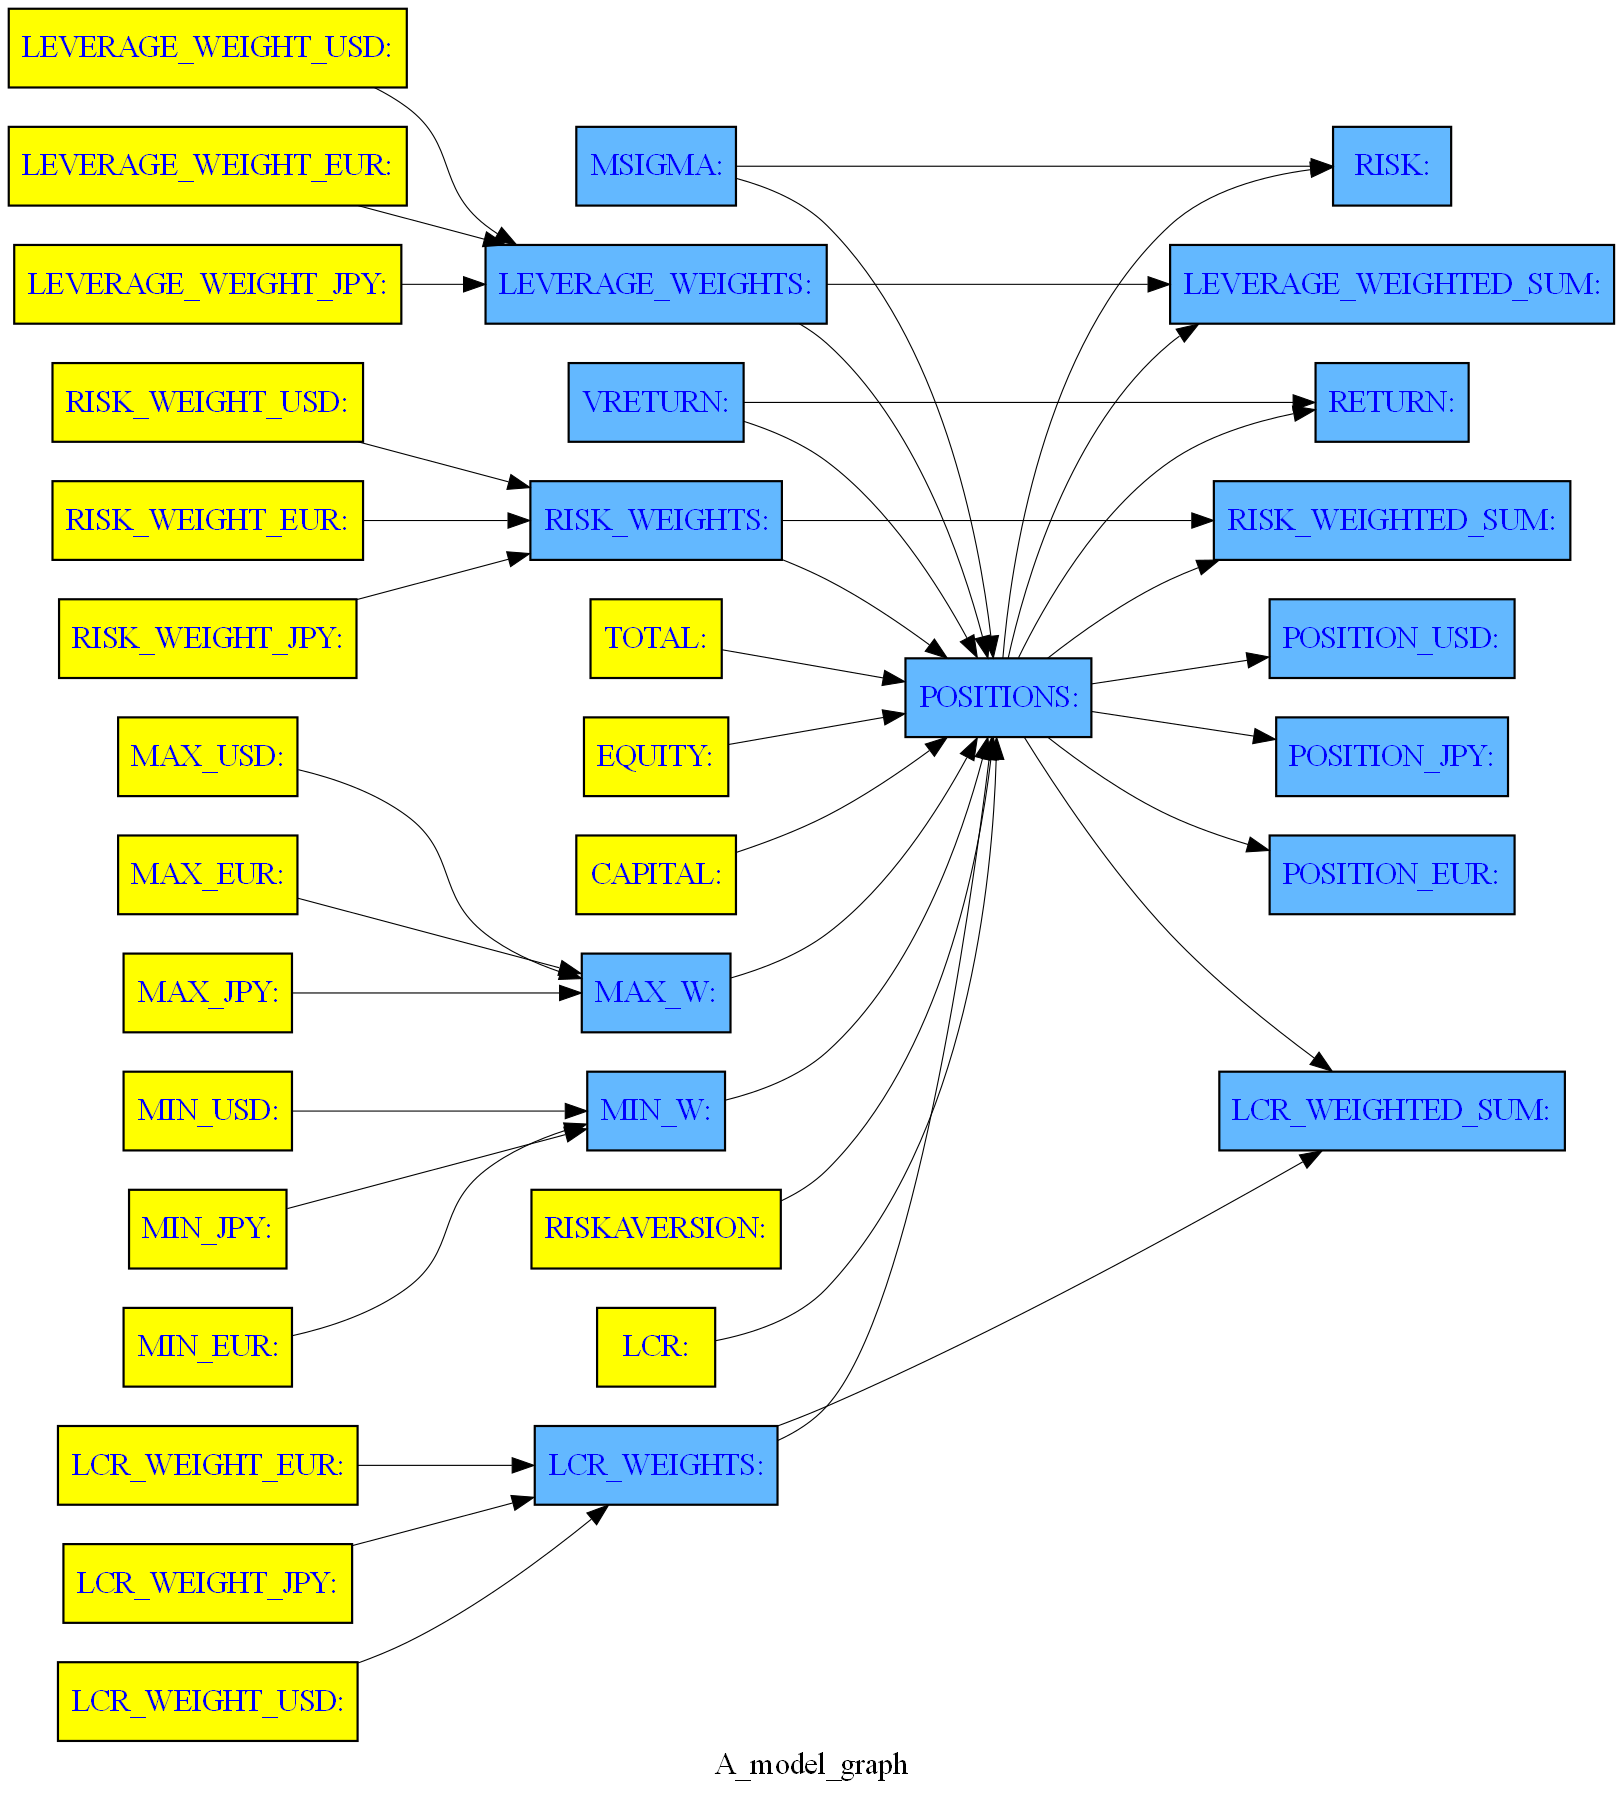 LEVERAGE_WEIGHT_USD:
LEVERAGE_WEIGHT_EUR:
LEVERAGE_WEIGHT_JPY:
RISK_WEIGHT_USD:
RISK_WEIGHT_EUR:
RISK_WEIGHT_JPY:
MAX_USD:
MAX_EUR:
MAX_JPY:
MIN_USD:
MIN_JPY:
MIN_EUR:
LCR_WEIGHT_EUR:
LCR_WEIGHT_JPY:
LCR_WEIGHT_USD:
MSIGMA:
LEVERAGE_WEIGHTS:
VRETURN:
RISK_WEIGHTS:
TOTAL:
EQUITY:
CAPITAL:
MAX_W:
MIN_W:
RISKAVERSION:
LCR:
LCR_WEIGHTS:
POSITIONS:
RISK:
LEVERAGE_WEIGHTED_SUM:
RETURN:
RISK_WEIGHTED_SUM:
POSITION_USD:
POSITION_JPY:
POSITION_EUR:
LCR_WEIGHTED_SUM:
A_model_graph